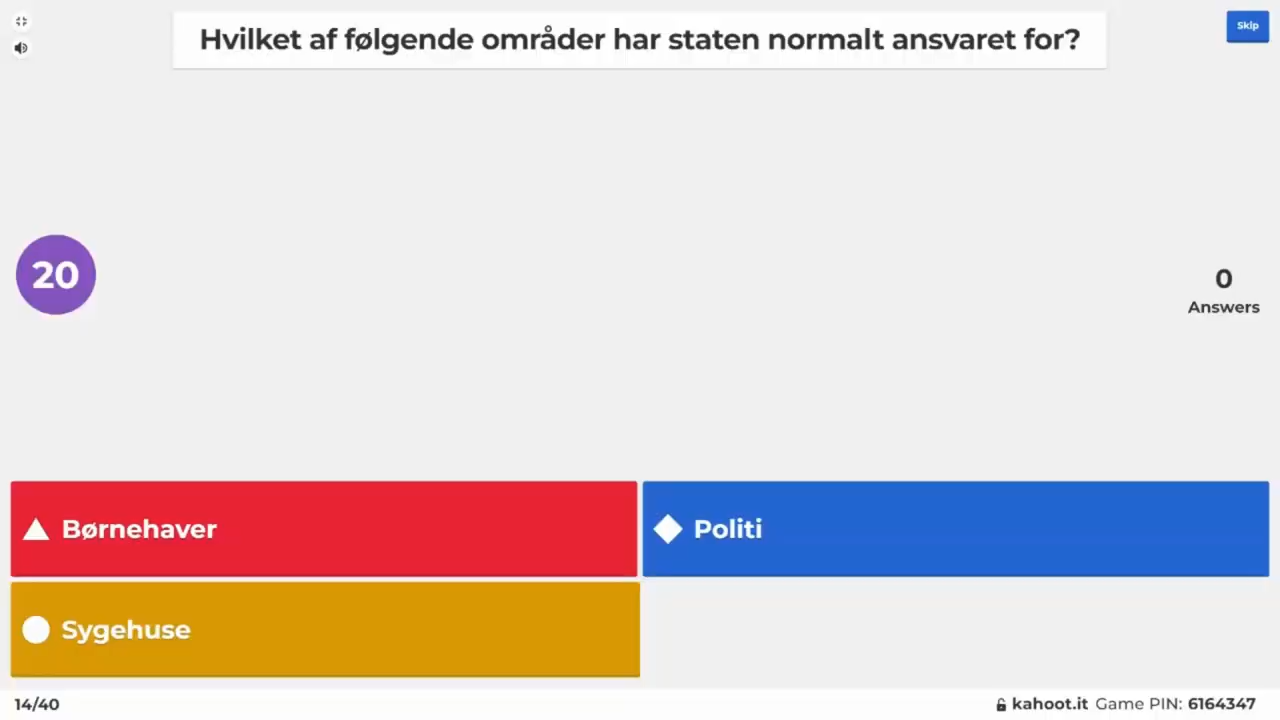 Hvilket af følgende områder har staten normalt ansvaret for?
Skip
20
0
Answers
Børnehaver
Politi
Sygehuse
14/40
kahoot.it Game PIN: 6164347